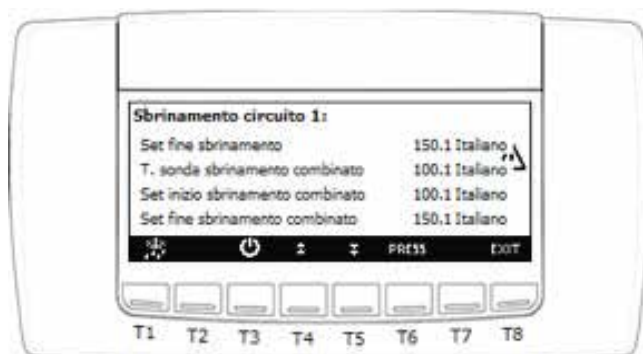 Sbrinamento circuito 1:
Set fine sbrinamento 150.1 Italiano
T. sonda sbrinamento combinato 100.1 Italiano
Set inizio sbrinamento combinato 100.1 Italiano
Set fine sbrinamento combinato 150.1 Italiano
PRESS EXIT
T1 T2 T3 T4 T5 T6 T7 T8